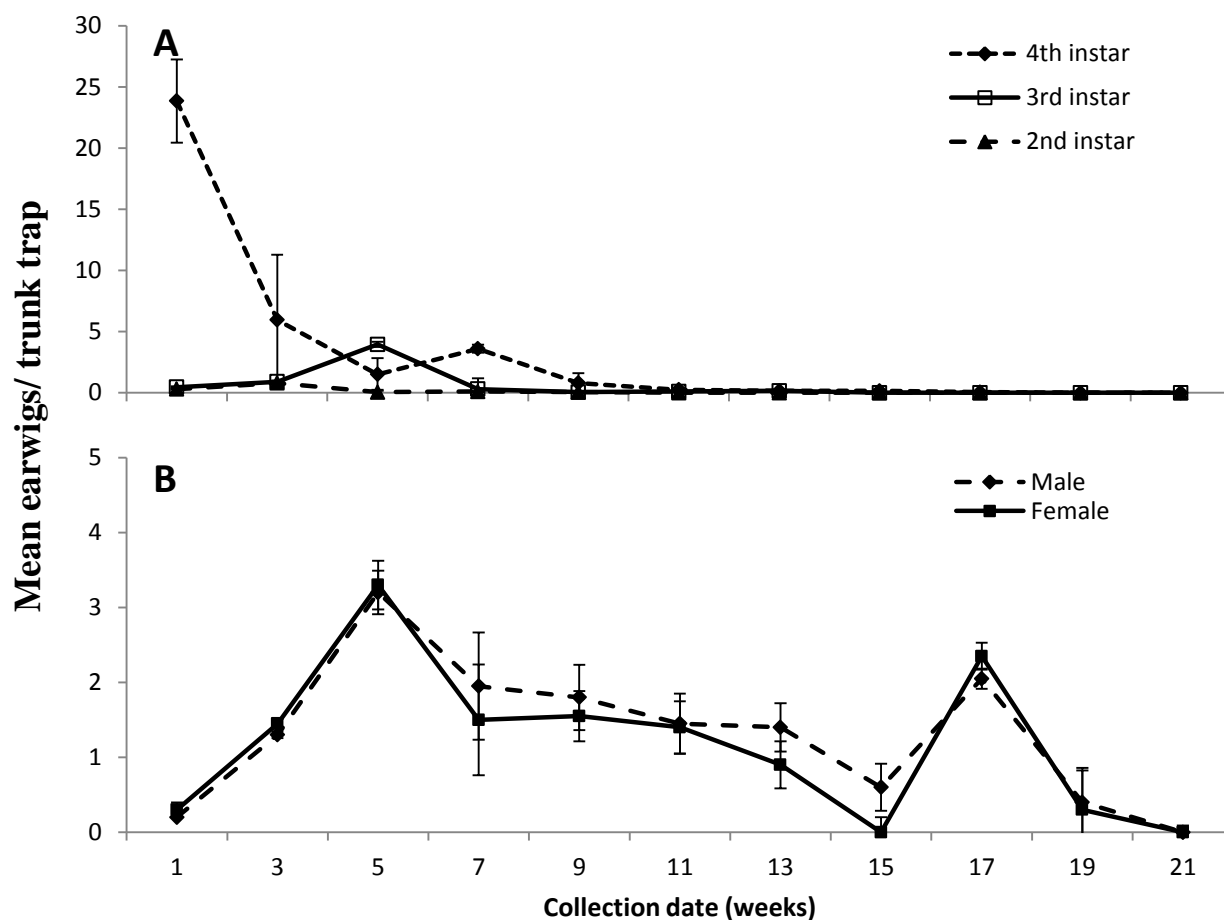 Mean earwigs/ trunk trap
A
30
25
20
15
10
5
0
4th instar
3rd instar
2nd instar
B
5
4
3
2
1
0
Male
Female
1 3 5 7 9 11 13 15 17 19 21
Collection date (weeks)